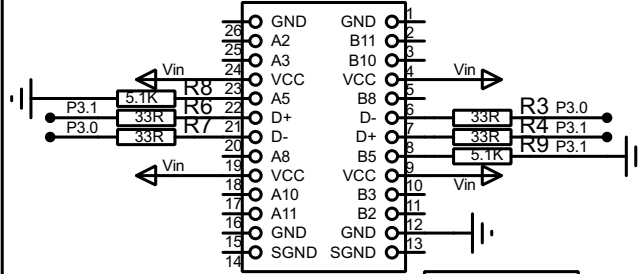 GND GND 1
26 A2 B11 2
25 A3 B10 3
Vin 24 VCC VCC 4 Vin
5.1K R8 23 A5 B8 5
P3.1 33R R6 22 D+ D- 6 33R R3 P3.0
P3.0 33R R7 21 D- D+ 7 33R R4 P3.1
20 A8 B5 8 5.1K R9 P3.1
Vin 19 VCC VCC 9 Vin
18 A10 B3 10
17 A11 B2 11
16 GND GND 12
15 SGND SGND 13
14